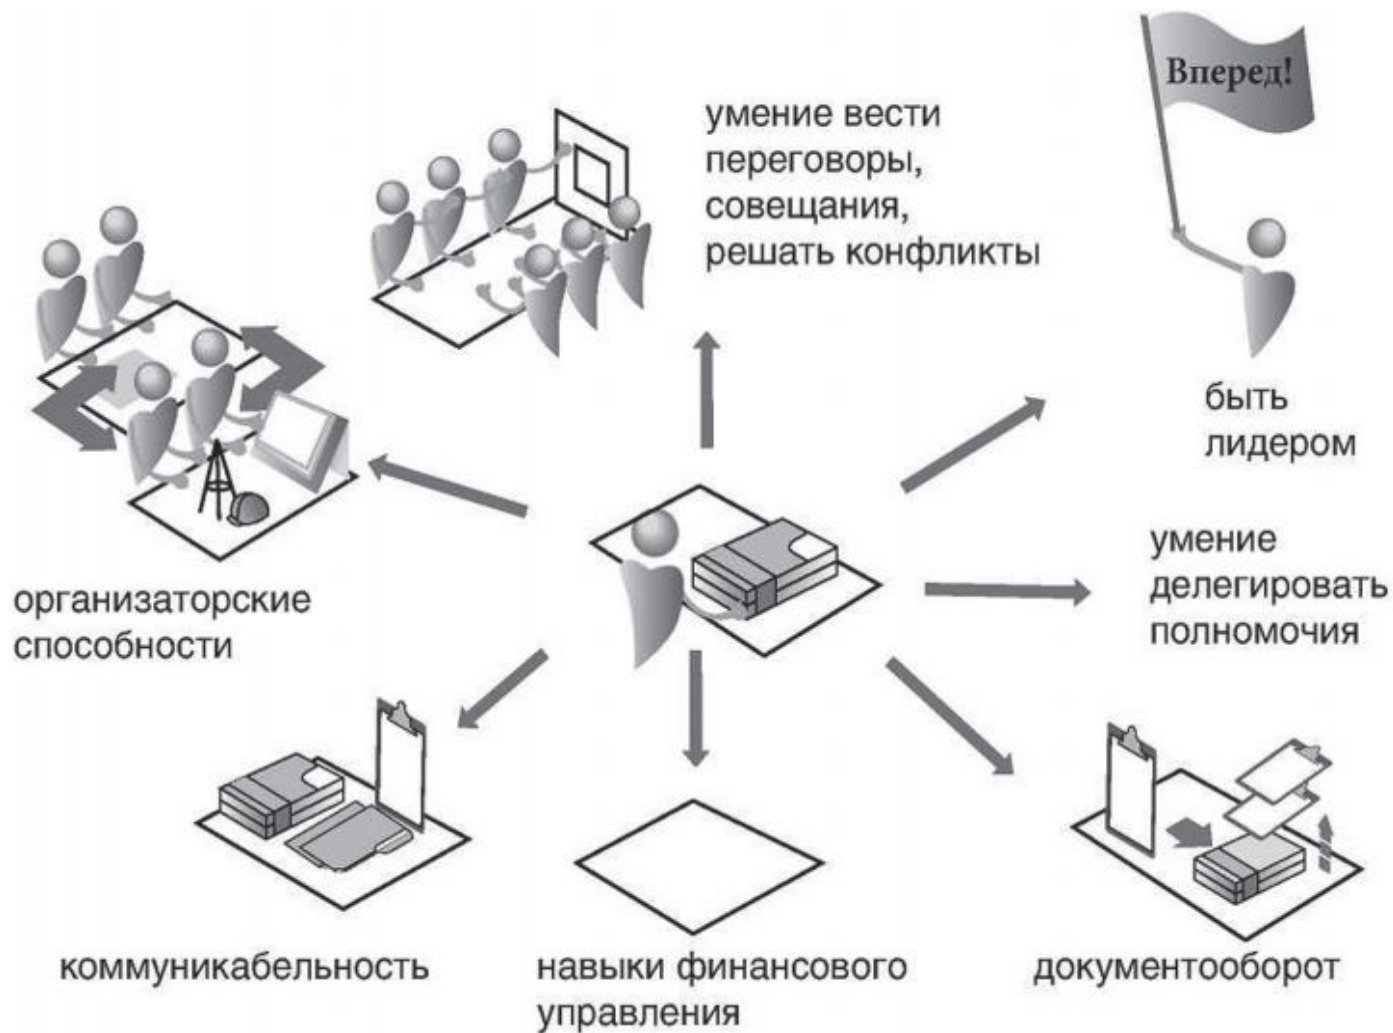 Вперед!
умение вести
переговоры,
совещания,
решать конфликты
быть
лидером
умение
делегировать
полномочия
организаторские
способности
коммуникабельность
навыки финансового
управления
документооборот